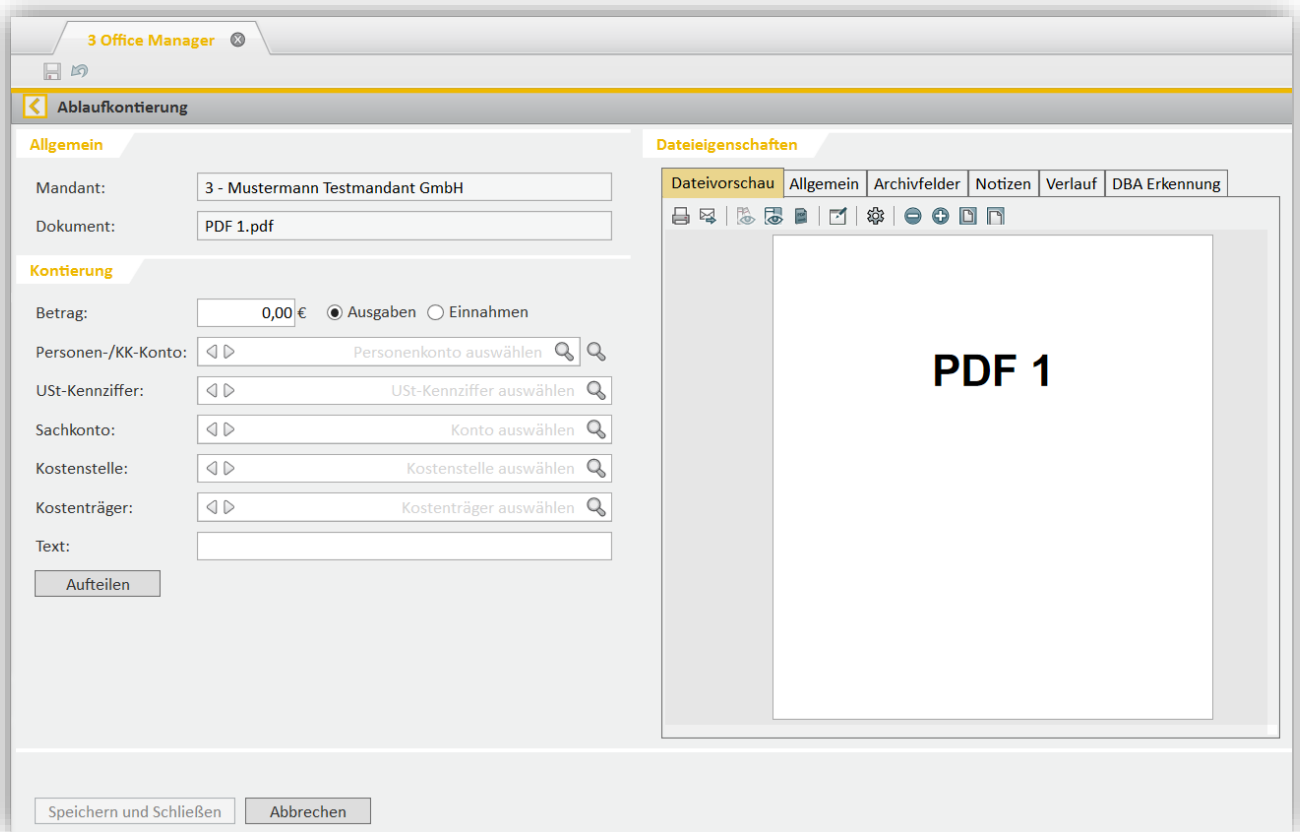 3 Office Manager
Ablaufkontierung
Allgemein
Mandant: 3 - Mustermann Testmandant GmbH
Dokument: PDF 1.pdf
Kontierung
Betrag: 0,00 € Ausgaben Einnahmen
Personen-/KK-Konto: Personenkonto auswählen
USt-Kennziffer: USt-Kennziffer auswählen
Sachkonto: Konto auswählen
Kostenstelle: Kostenstelle auswählen
Kostenträger: Kostenträger auswählen
Text:
Aufteilen
Dateieigenschaften
Dateivorschau Allgemein Archivfelder Notizen Verlauf DBA Erkennung
PDF 1
Speichern und Schließen Abbrechen